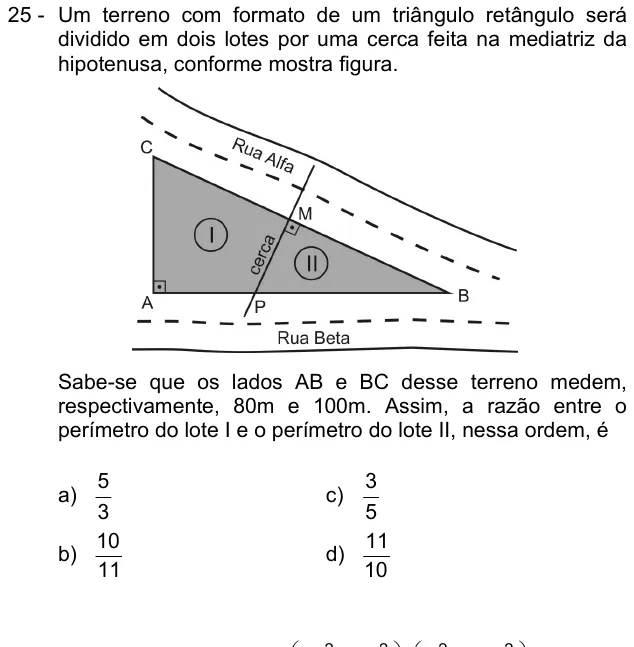 25 - Um terreno com formato de um triângulo retângulo será
dividido em dois lotes por uma cerca feita na mediatriz da
hipotenusa, conforme mostra figura.
Rua Alfa
C
M
I
cerca
II
A
P
B
Rua Beta
Sabe-se que os lados AB e BC desse terreno medem,
respectivamente, 80m e 100m. Assim, a razão entre o
perímetro do lote I e o perímetro do lote II, nessa ordem, é
a) 5/3
c) 3/5
b) 10/11
d) 11/10